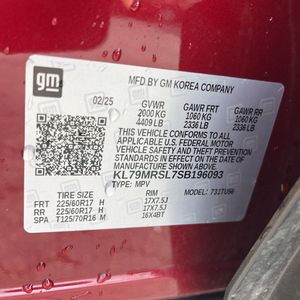 gm
MFD BY GM KOREA COMPANY
02/25 GVWR GAWR FRT GAWR RR
2000 KG 1060 KG 1060 KG
4409 LB 2336 LB 2336 LB
THIS VEHICLE CONFORMS TO ALL
APPLICABLE U.S. FEDERAL MOTOR
VEHICLE SAFETY AND THEFT
PREVENTION STANDARDS IN EFFECT
ON THE DATE OF MANUFACTURE
SHOWN ABOVE.
KL79MRSL7SB196093
TYPE: MPV MODEL:
FRT 225/60R17 H 17X7.5J
RR 225/60R17 H 17X7.5J
SPA T125/70R16 M 16X4BT